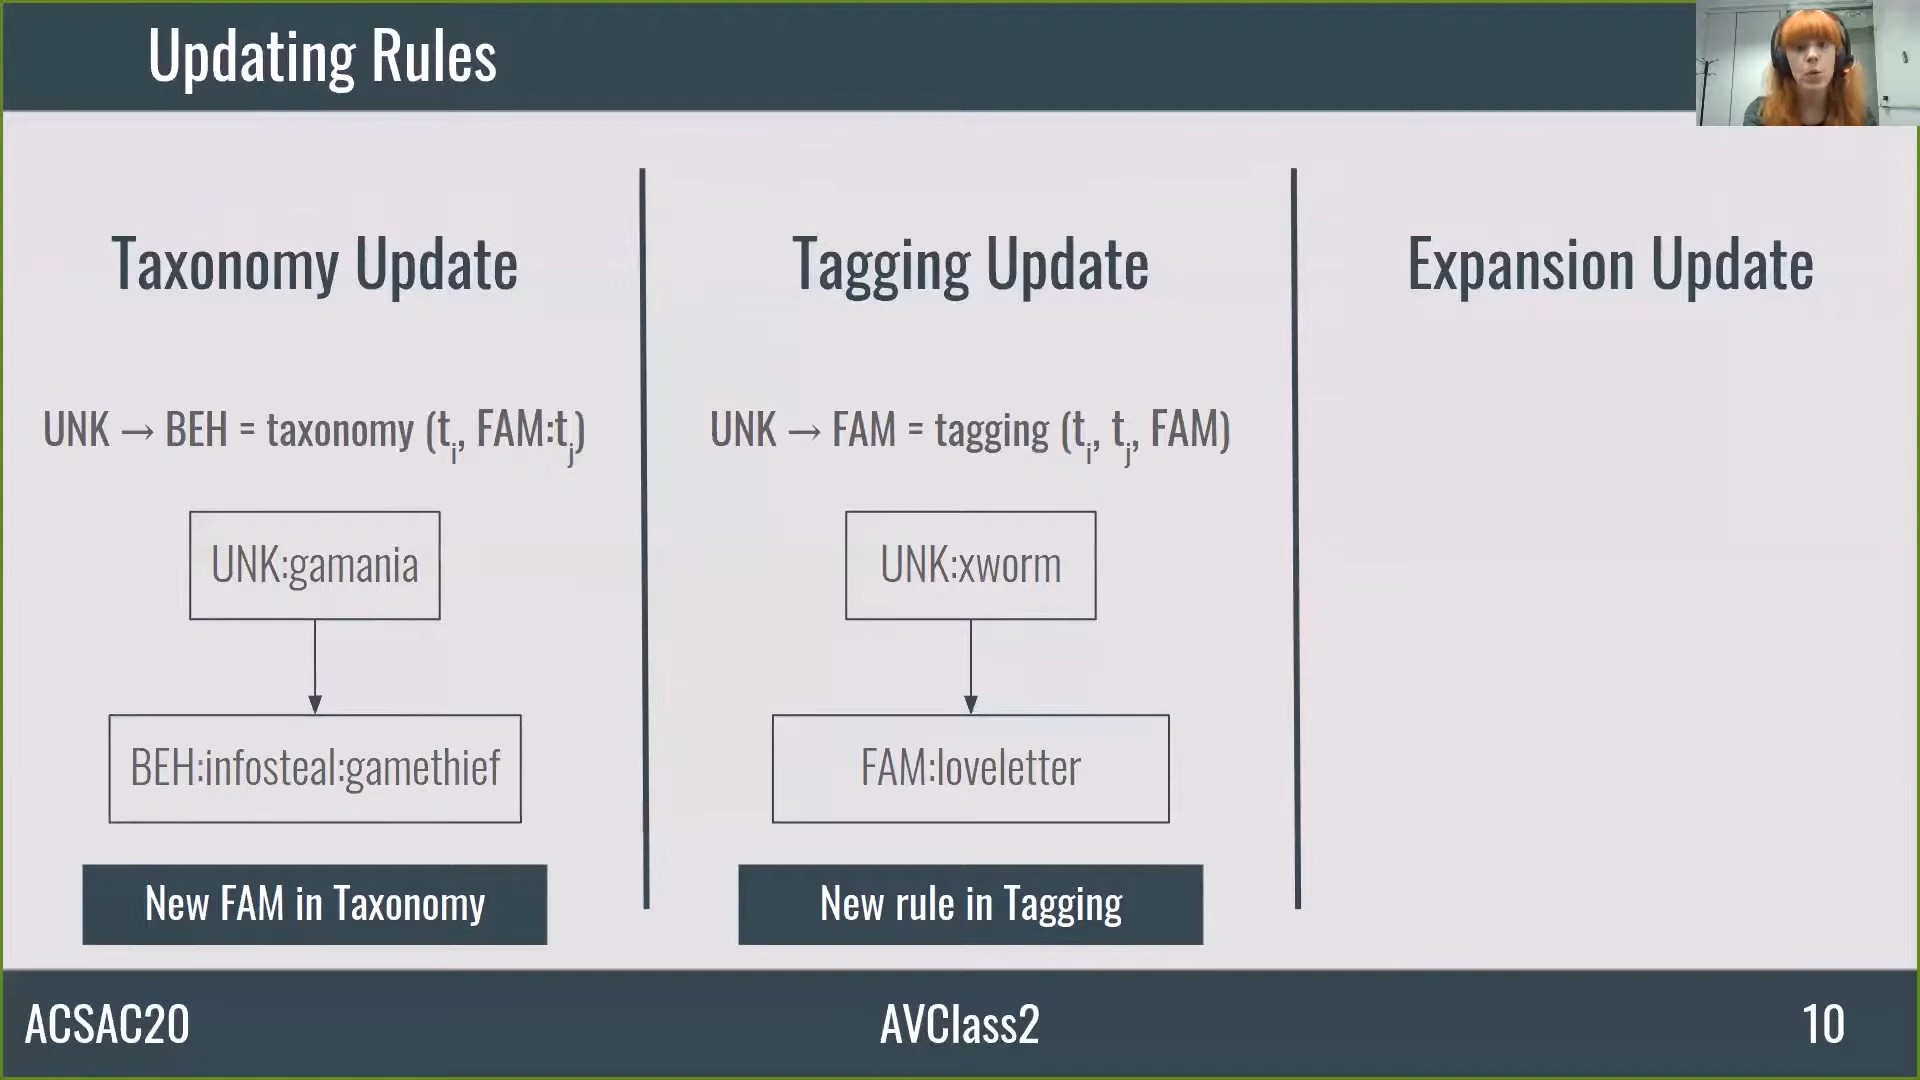 Updating Rules
Taxonomy Update
UNK → BEH = taxonomy (tᵢ, FAM:tⱼ)
UNK:gamania
BEH:infosteal:gamethief
New FAM in Taxonomy
Tagging Update
UNK → FAM = tagging (tᵢ, tⱼ, FAM)
UNK:xworm
FAM:loveletter
New rule in Tagging
Expansion Update
ACSAC20
AVClass2
10